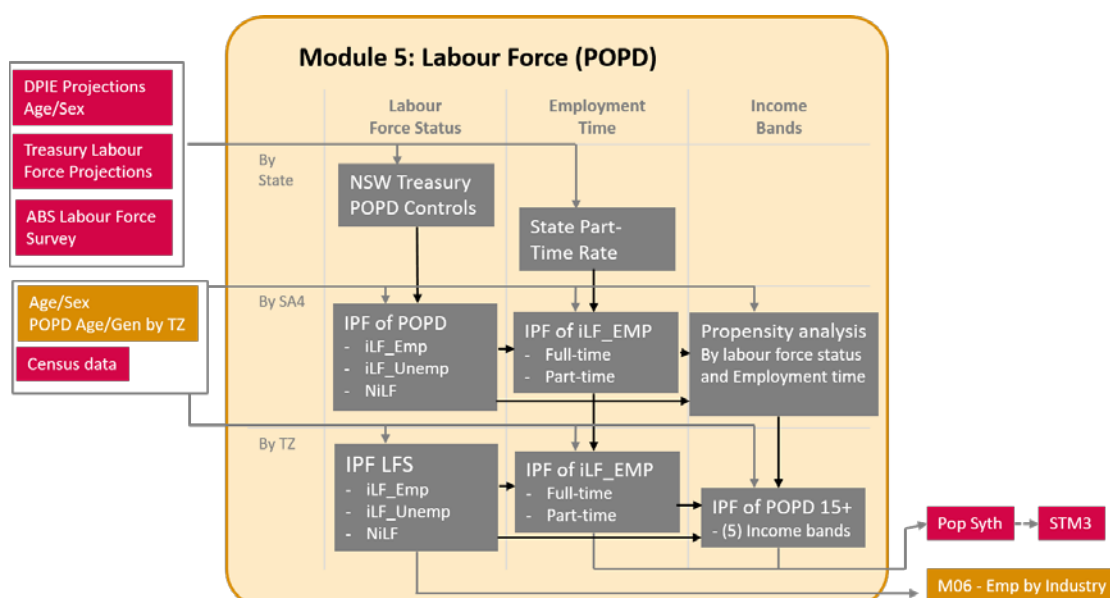 Module 5: Labour Force (POPD)
DPIE Projections
Age/Sex
Treasury Labour
Force Projections
ABS Labour Force
Survey
Age/Sex
POPD Age/Gen by TZ
Census data
Labour
Force Status
Employment
Time
Income
Bands
By
State
NSW Treasury
POPD Controls
State Part-
Time Rate
By SA4
IPF of POPD
- iLF_Emp
- iLF_Unemp
- NiLF
IPF of iLF_EMP
- Full-time
- Part-time
Propensity analysis
By labour force status
and Employment time
By TZ
IPF LFS
- iLF_Emp
- iLF_Unemp
- NiLF
IPF of iLF_EMP
- Full-time
- Part-time
IPF of POPD 15+
- (5) Income bands
Pop Syth
STM3
M06 - Emp by Industry